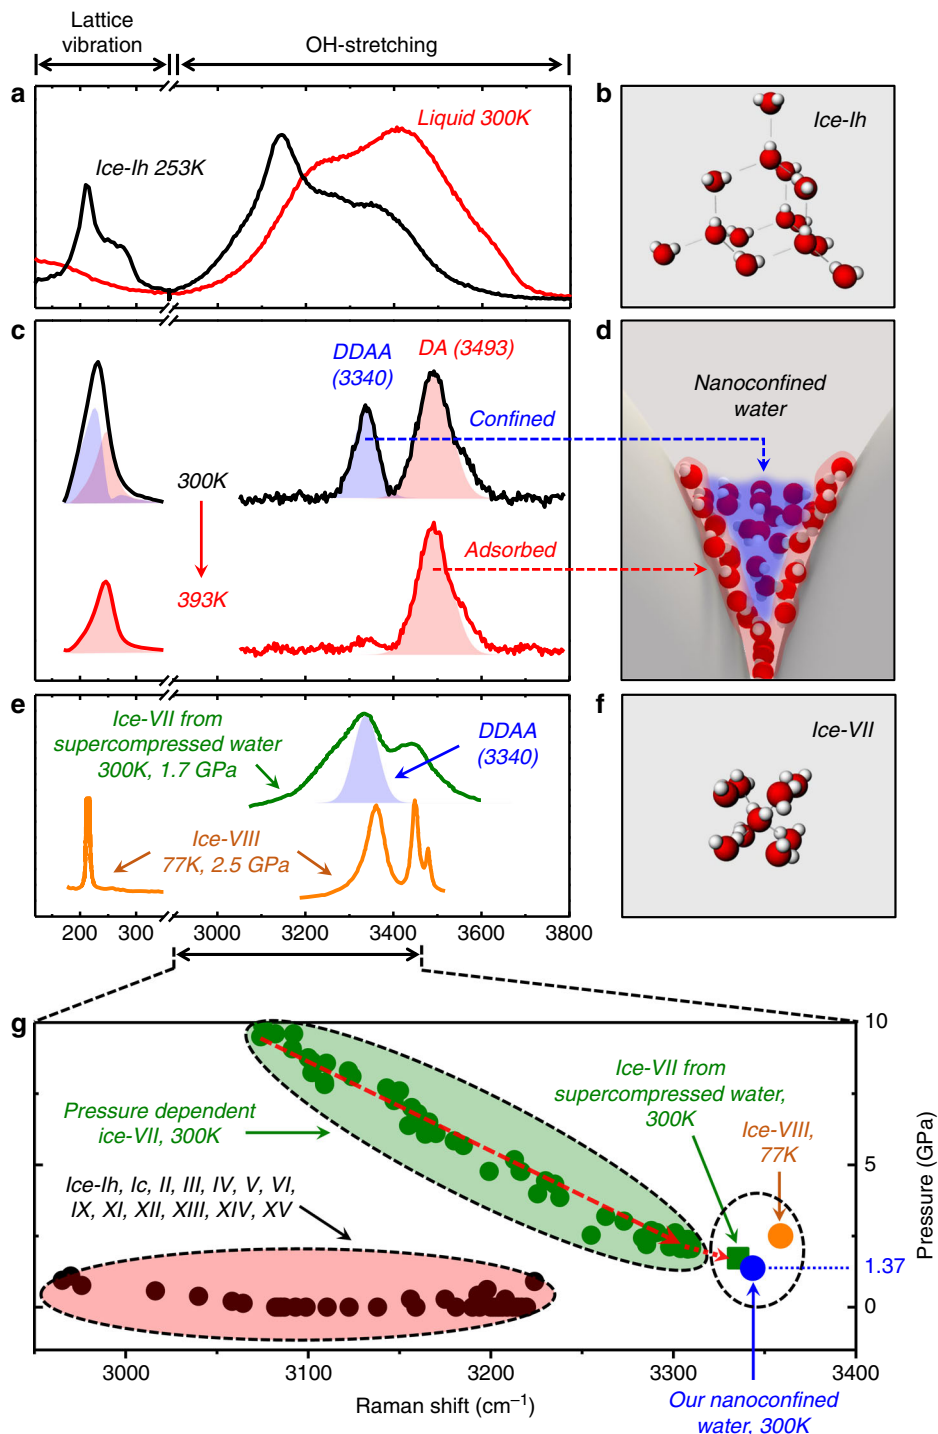 Lattice
vibration
OH-stretching
a
Liquid 300K
Ice-Ih 253K
b
Ice-Ih
c
DDAA
(3340)
DA (3493)
Confined
300K
Adsorbed
393K
d
Nanoconfined
water
e
Ice-VII from
supercompressed water
300K, 1.7 GPa
DDAA
(3340)
Ice-VIII
77K, 2.5 GPa
f
Ice-VII
200 300 3000 3200 3400 3600 3800
g
10
Ice-VII from
supercompressed water,
300K
Pressure dependent
ice-VII, 300K
Ice-VIII,
77K
Ice-Ih, Ic, II, III, IV, V, VI,
IX, XI, XII, XIII, XIV, XV
5
Pressure (GPa)
1.37
0
3000 3100 3200 3300 3400
Raman shift (cm⁻¹)
Our nanoconfined
water, 300K